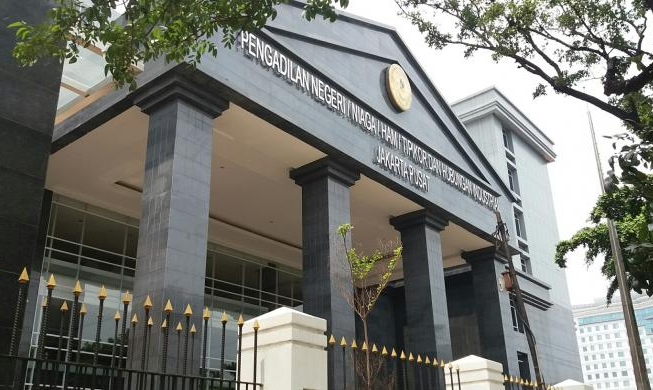 PENGADILAN NEGERI / NIAGA / HAM / TIPIKOR DAN HUBUNGAN INDUSTRIAL
JAKARTA PUSAT